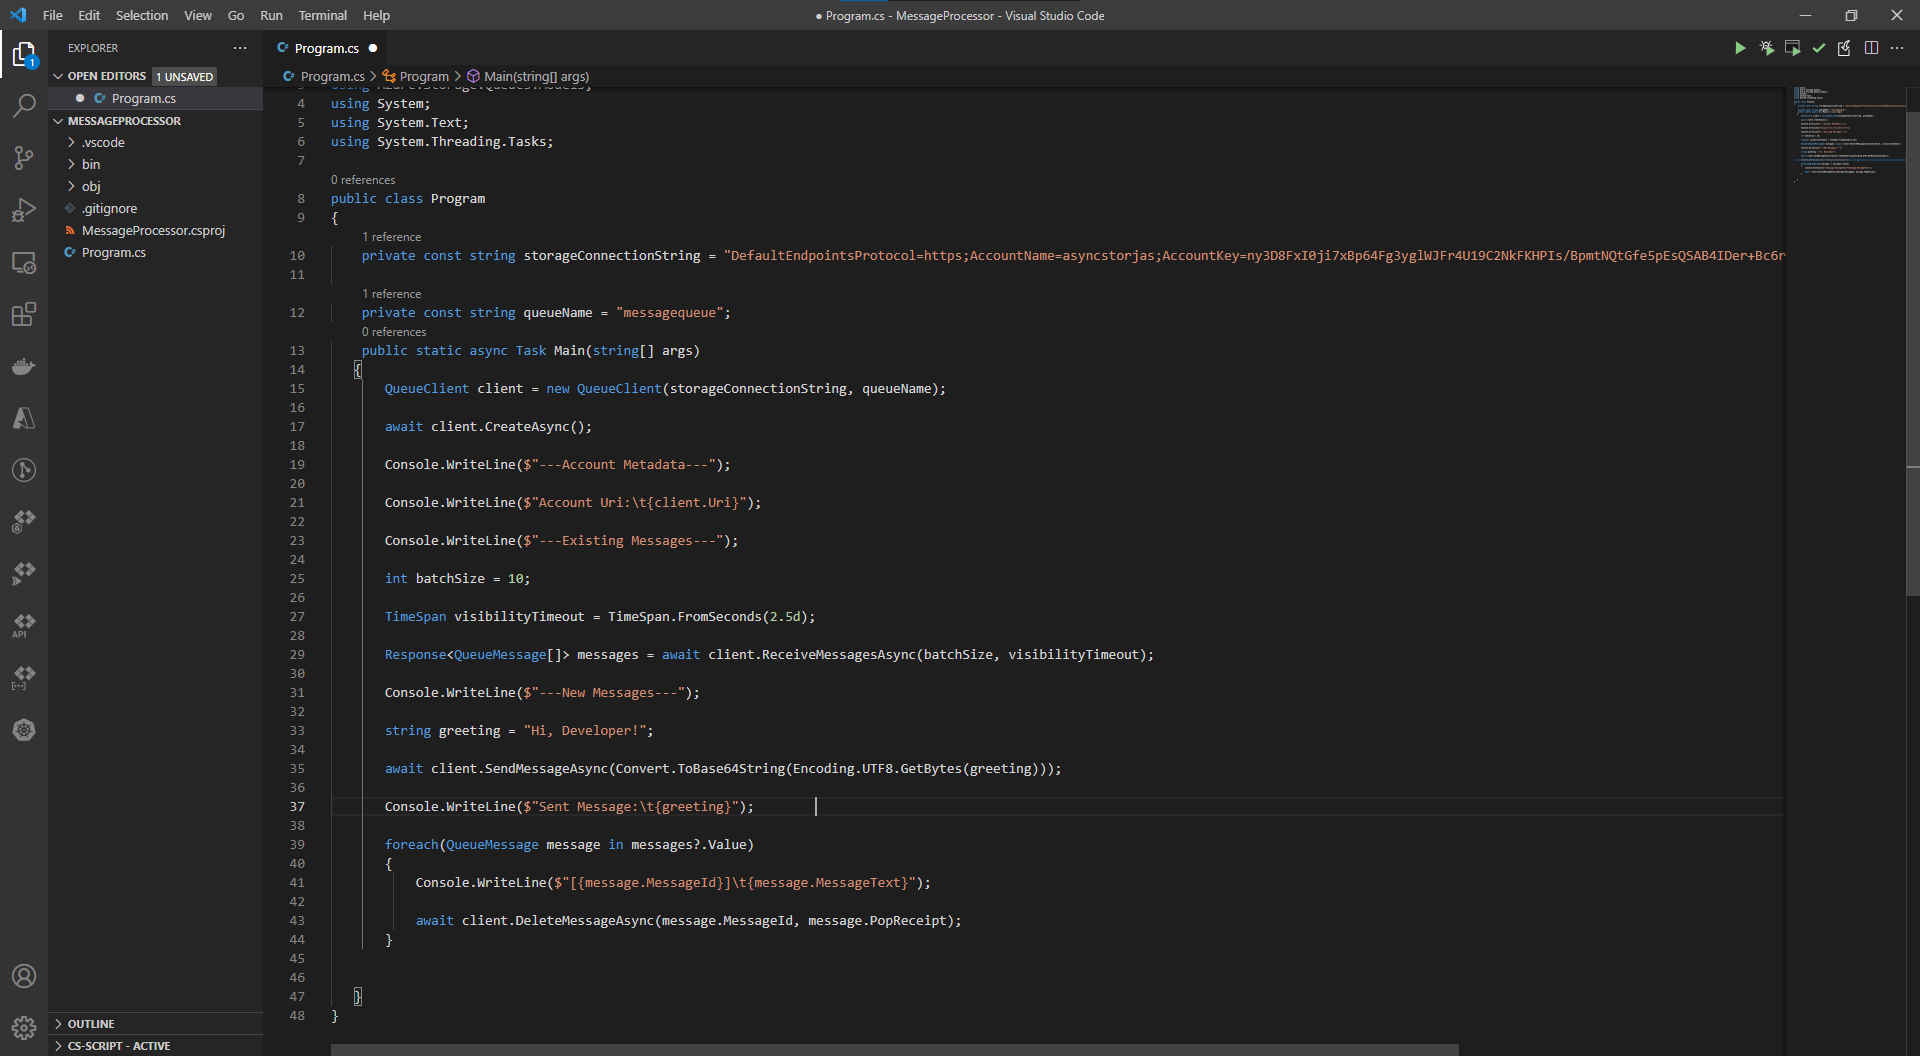 File Edit Selection View Go Run Terminal Help
● Program.cs - MessageProcessor - Visual Studio Code
EXPLORER
OPEN EDITORS 1 UNSAVED
Program.cs
MESSAGEPROCESSOR
.vscode
bin
obj
.gitignore
MessageProcessor.csproj
Program.cs
OUTLINE
CS-SCRIPT - ACTIVE
1
API
Program.cs
Program.cs > Program > Main(string[] args)
using Azure.Storage.Queues.Models;
4 using System;
5 using System.Text;
6 using System.Threading.Tasks;
7
0 references
8 public class Program
9 {
1 reference
10 private const string storageConnectionString = "DefaultEndpointsProtocol=https;AccountName=asyncstorjas;AccountKey=ny3D8FxI0ji7xBp64Fg3yglWJFr4U19C2NkFKHPIs/BpmtNQtGfe5pEsQSAB4IDer+Bc6r
11
1 reference
12 private const string queueName = "messagequeue";
0 references
13 public static async Task Main(string[] args)
14 {
15 QueueClient client = new QueueClient(storageConnectionString, queueName);
16
17 await client.CreateAsync();
18
19 Console.WriteLine($"---Account Metadata---");
20
21 Console.WriteLine($"Account Uri:\t{client.Uri}");
22
23 Console.WriteLine($"---Existing Messages---");
24
25 int batchSize = 10;
26
27 TimeSpan visibilityTimeout = TimeSpan.FromSeconds(2.5d);
28
29 Response<QueueMessage[]> messages = await client.ReceiveMessagesAsync(batchSize, visibilityTimeout);
30
31 Console.WriteLine($"---New Messages---");
32
33 string greeting = "Hi, Developer!";
34
35 await client.SendMessageAsync(Convert.ToBase64String(Encoding.UTF8.GetBytes(greeting)));
36
37 Console.WriteLine($"Sent Message:\t{greeting}");
38
39 foreach(QueueMessage message in messages?.Value)
40 {
41 Console.WriteLine($"[{message.MessageId}]\t{message.MessageText}");
42
43 await client.DeleteMessageAsync(message.MessageId, message.PopReceipt);
44 }
45
46
47 }
48 }